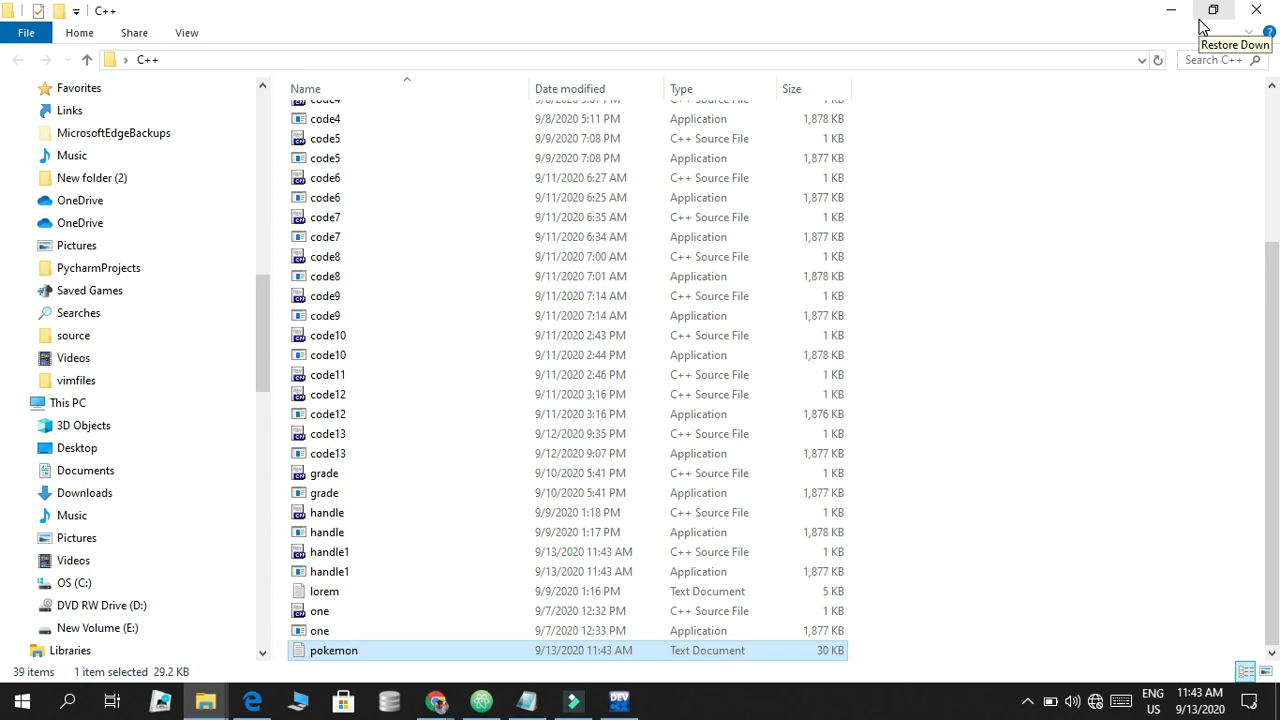 C++
Restore Down
File Home Share View
C++ Search C++
Name Date modified Type Size
Favorites
Links
MicrosoftEdgeBackups
Music
New folder (2)
OneDrive
OneDrive
Pictures
PycharmProjects
Saved Games
Searches
source
Videos
vimfiles
This PC
3D Objects
Desktop
Documents
Downloads
Music
Pictures
Videos
OS (C:)
DVD RW Drive (D:)
New Volume (E:)
Libraries
code4 9/8/2020 5:11 PM Application 1,878 KB
code5 9/9/2020 7:08 PM C++ Source File 1 KB
code5 9/9/2020 7:08 PM Application 1,877 KB
code6 9/11/2020 6:27 AM C++ Source File 1 KB
code6 9/11/2020 6:25 AM Application 1,877 KB
code7 9/11/2020 6:35 AM C++ Source File 1 KB
code7 9/11/2020 6:34 AM Application 1,877 KB
code8 9/11/2020 7:00 AM C++ Source File 1 KB
code8 9/11/2020 7:01 AM Application 1,878 KB
code9 9/11/2020 7:14 AM C++ Source File 1 KB
code9 9/11/2020 7:14 AM Application 1,877 KB
code10 9/11/2020 2:43 PM C++ Source File 1 KB
code10 9/11/2020 2:44 PM Application 1,878 KB
code11 9/11/2020 2:46 PM C++ Source File 1 KB
code12 9/11/2020 3:16 PM C++ Source File 1 KB
code12 9/11/2020 3:16 PM Application 1,876 KB
code13 9/12/2020 9:35 PM C++ Source File 1 KB
code13 9/12/2020 9:07 PM Application 1,877 KB
grade 9/10/2020 5:41 PM C++ Source File 1 KB
grade 9/10/2020 5:41 PM Application 1,877 KB
handle 9/9/2020 1:18 PM C++ Source File 1 KB
handle 9/9/2020 1:17 PM Application 1,878 KB
handle1 9/13/2020 11:43 AM C++ Source File 1 KB
handle1 9/13/2020 11:43 AM Application 1,877 KB
lorem 9/9/2020 1:16 PM Text Document 5 KB
one 9/7/2020 12:32 PM C++ Source File 1 KB
one 9/7/2020 12:33 PM Application 1,877 KB
pokemon 9/13/2020 11:43 AM Text Document 30 KB
39 items 1 item selected 29.2 KB
DEV
ENG
US
11:43 AM
9/13/2020